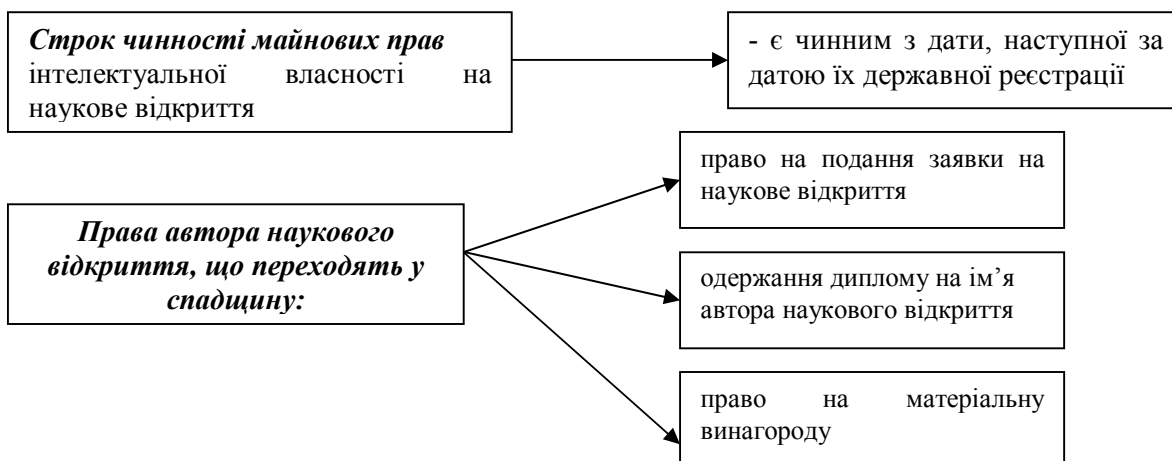 Строк чинності майнових прав
інтелектуальної власності на
наукове відкриття
- є чинним з дати, наступної за
датою їх державної реєстрації
право на подання заявки на
наукове відкриття
Права автора наукового
відкриття, що переходять у
спадщину:
одержання диплому на ім’я
автора наукового відкриття
право на матеріальну
винагороду